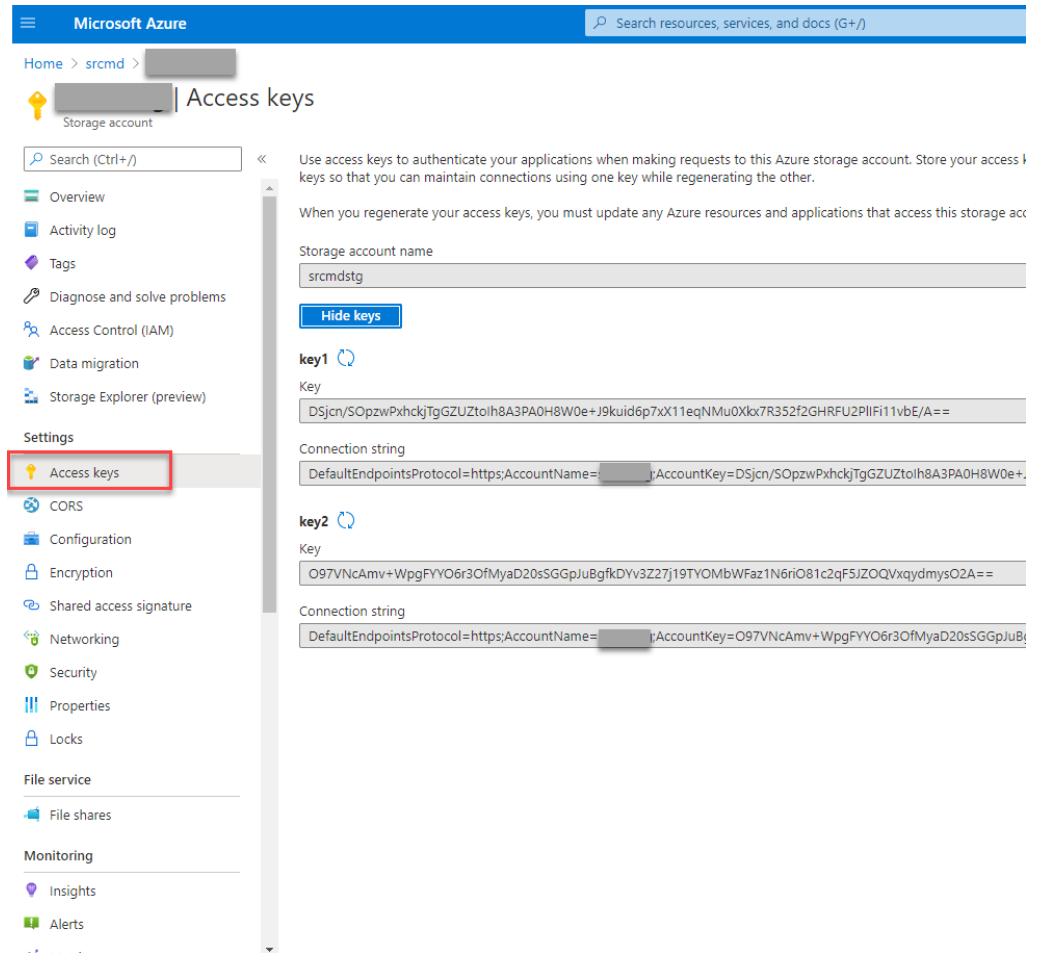 Microsoft Azure
Search resources, services, and docs (G+/)
Home > srcmd >
| Access keys
Storage account
Search (Ctrl+/)
«
Overview
Activity log
Tags
Diagnose and solve problems
Access Control (IAM)
Data migration
Storage Explorer (preview)
Settings
Access keys
CORS
Configuration
Encryption
Shared access signature
Networking
Security
Properties
Locks
File service
File shares
Monitoring
Insights
Alerts
Use access keys to authenticate your applications when making requests to this Azure storage account. Store your access
keys so that you can maintain connections using one key while regenerating the other.
When you regenerate your access keys, you must update any Azure resources and applications that access this storage acc
Storage account name
srcmdstg
Hide keys
key1
Key
DSjcn/SOpzwPxhckjTgGZUZtoIh8A3PA0H8W0e+J9kuid6p7xX11eqNMu0Xkx7R352f2GHRFU2PlIFi11vbE/A==
Connection string
DefaultEndpointsProtocol=https;AccountName=;AccountKey=DSjcn/SOpzwPxhckjTgGZUZtoIh8A3PA0H8W0e+
key2
Key
O97VNcAmv+WpgFYYO6r3OfMyaD20sSGGpJuBgfkDYv3Z27j19TYOMbWFaz1N6riO81c2qF5JZOQVxqydmysO2A==
Connection string
DefaultEndpointsProtocol=https;AccountName=;AccountKey=O97VNcAmv+WpgFYYO6r3OfMyaD20sSGGpJuB